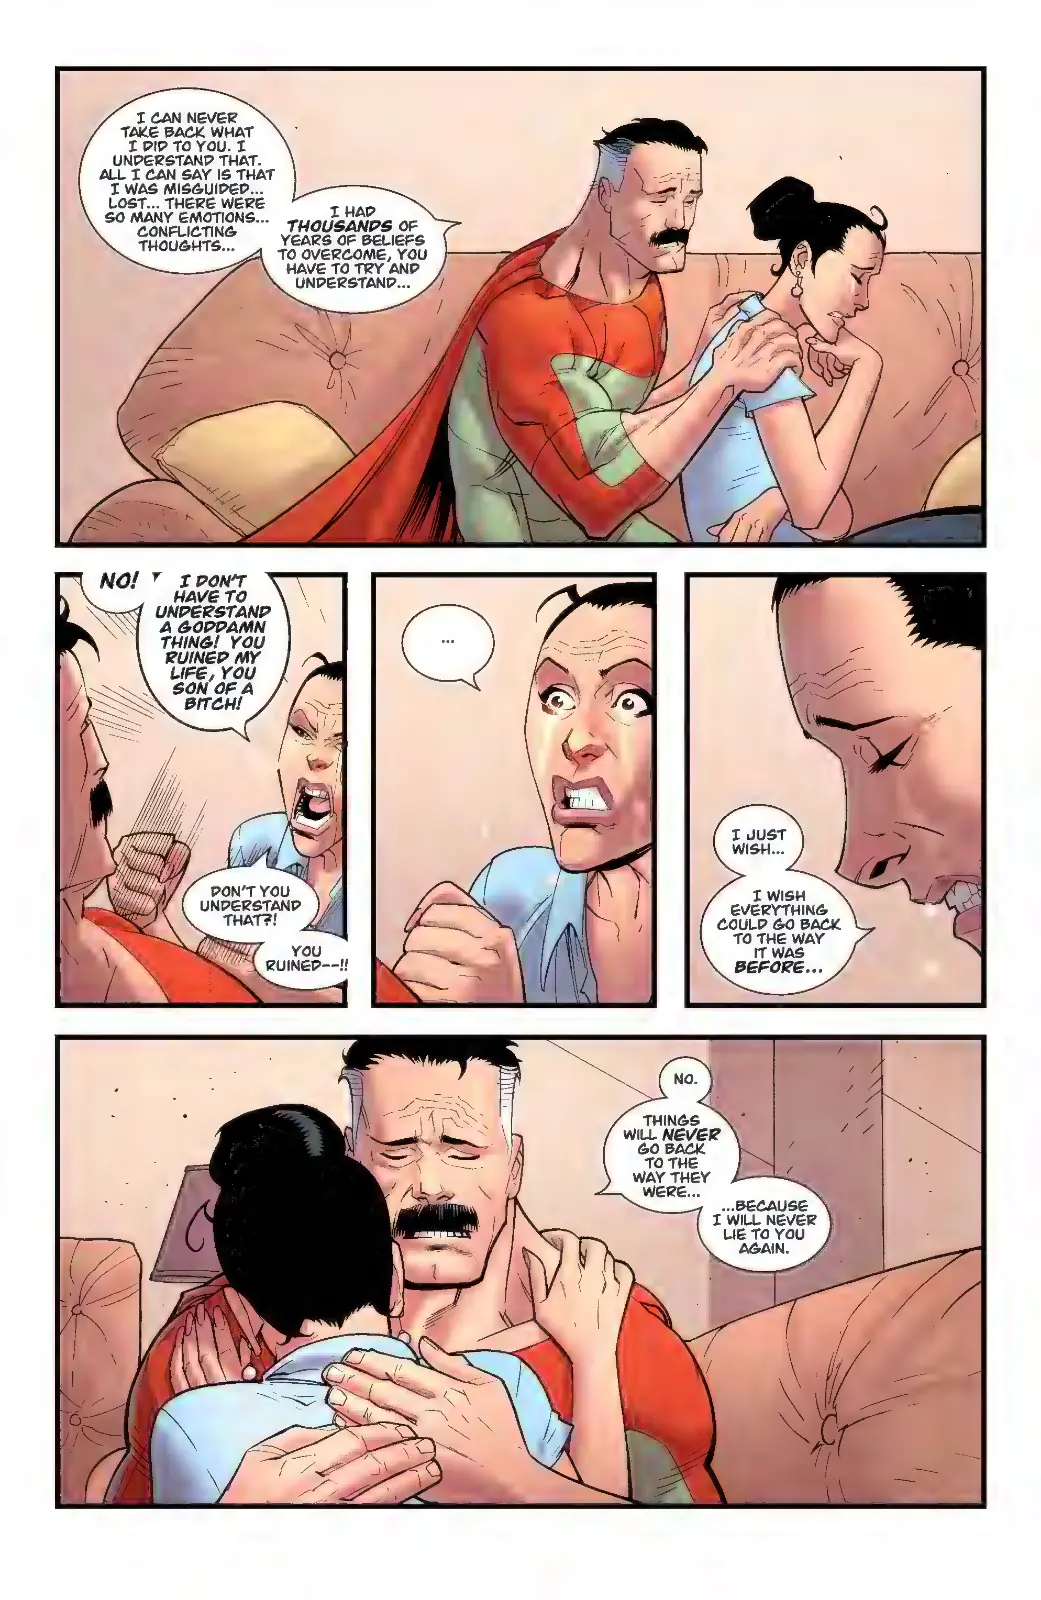 I CAN NEVER
TAKE BACK WHAT
I DID TO YOU. I
UNDERSTAND THAT.
ALL I CAN SAY IS THAT
I WAS MISGUIDED...
LOST... THERE WERE
SO MANY EMOTIONS...
CONFLICTING
THOUGHTS...
I HAD
THOUSANDS OF
YEARS OF BELIEFS
TO OVERCOME, YOU
HAVE TO TRY AND
UNDERSTAND...
NO!
I DON'T
HAVE TO
UNDERSTAND
A GODDAMN
THING! YOU
RUINED MY
LIFE, YOU
SON OF A
BITCH!
DON'T YOU
UNDERSTAND
THAT?!
YOU
RUINED--!!
...
I JUST
WISH...
I WISH
EVERYTHING
COULD GO BACK
TO THE WAY
IT WAS
BEFORE...
NO.
THINGS
WILL NEVER
GO BACK
TO THE
WAY THEY
WERE...
...BECAUSE
I WILL NEVER
LIE TO YOU
AGAIN.